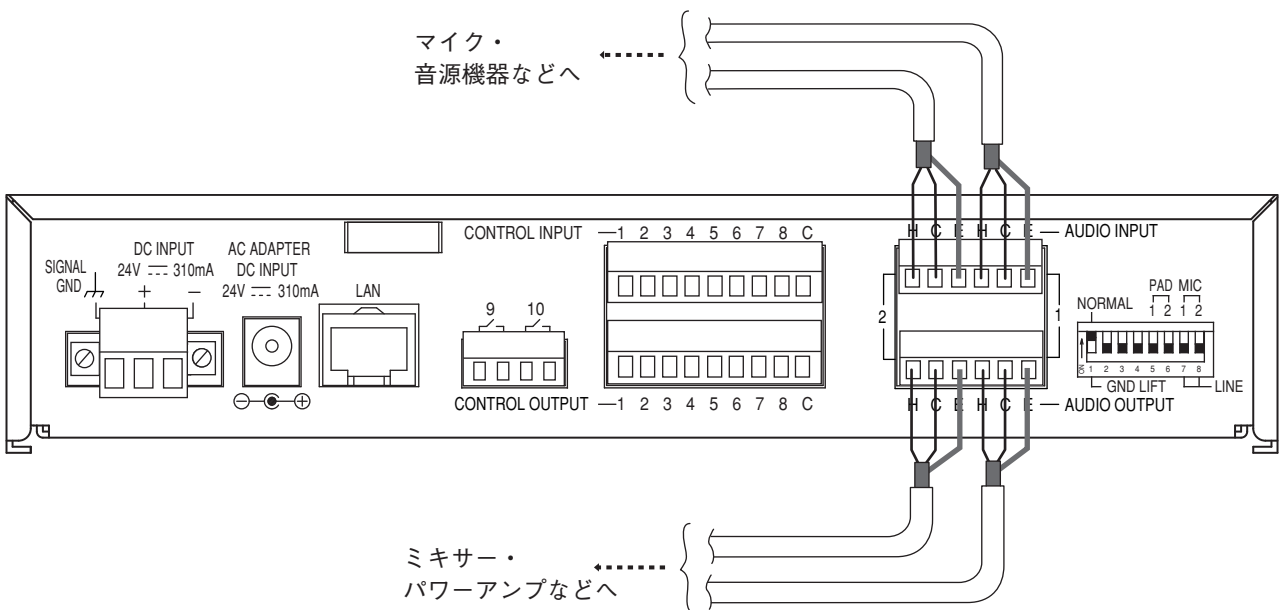 マイク・
音源機器などへ
CONTROL INPUT 1 2 3 4 5 6 7 8 C
H C E H C E AUDIO INPUT
SIGNAL
GND
DC INPUT
24V 310mA
+ −
AC ADAPTER
DC INPUT
24V 310mA
LAN
9 10
2 1
NORMAL
PAD MIC
1 2 1 2
ON
1 2 3 4 5 6 7 8
GND LIFT LINE
CONTROL OUTPUT 1 2 3 4 5 6 7 8 C
H C E H C E AUDIO OUTPUT
ミキサー・
パワーアンプなどへ